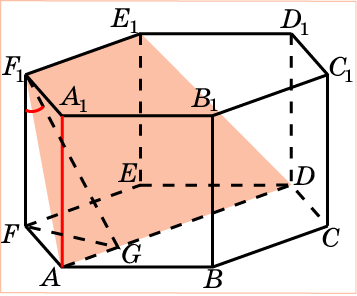 E₁ D₁
F₁ C₁
A₁ B₁
E D
F G C
A B